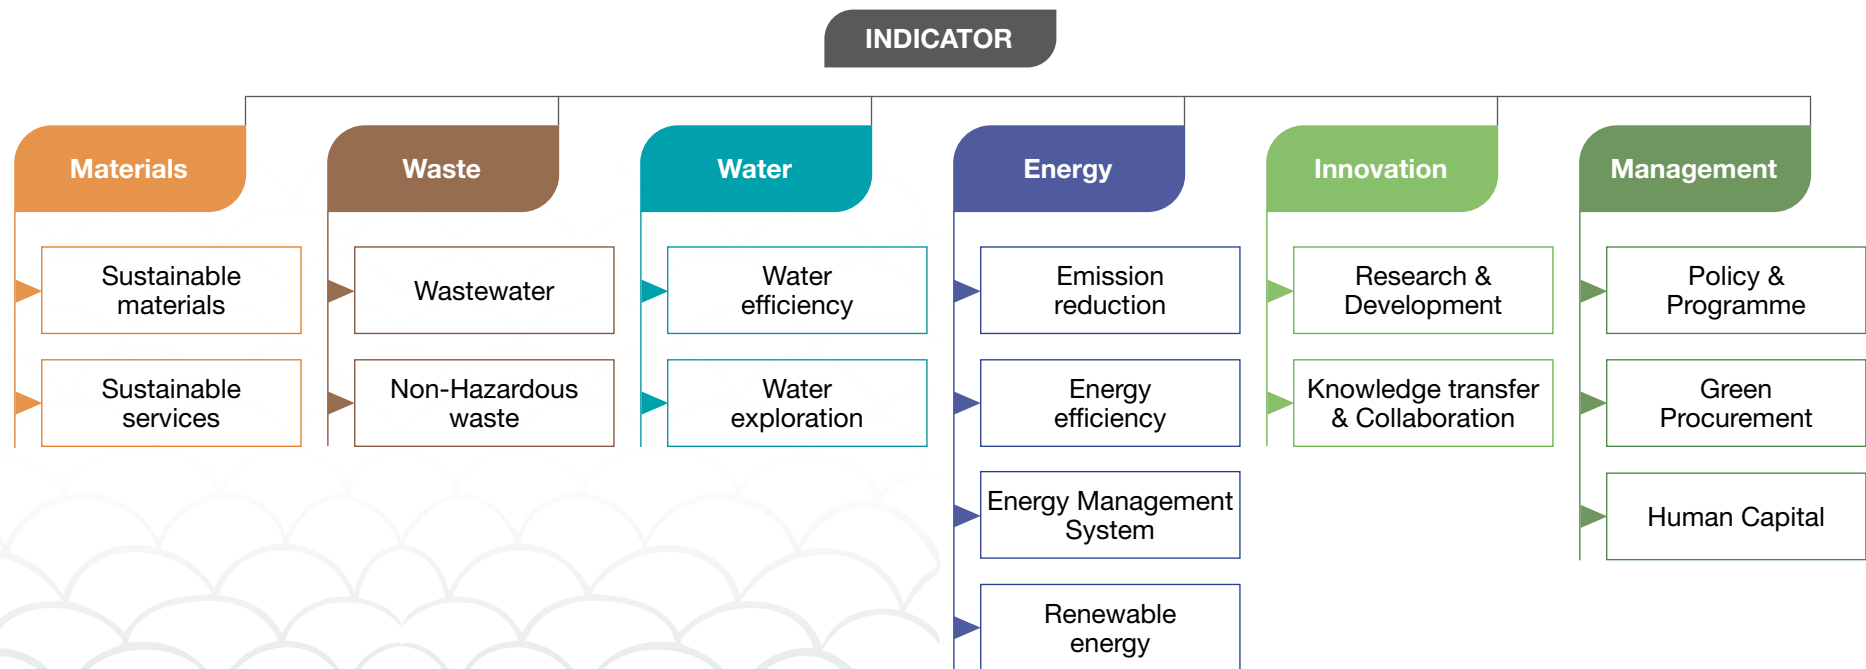 INDICATOR
Materials
Sustainable
materials
Sustainable
services
Waste
Wastewater
Non-Hazardous
waste
Water
Water
efficiency
Water
exploration
Energy
Emission
reduction
Energy
efficiency
Energy Management
System
Renewable
energy
Innovation
Research &
Development
Knowledge transfer
& Collaboration
Management
Policy &
Programme
Green
Procurement
Human Capital